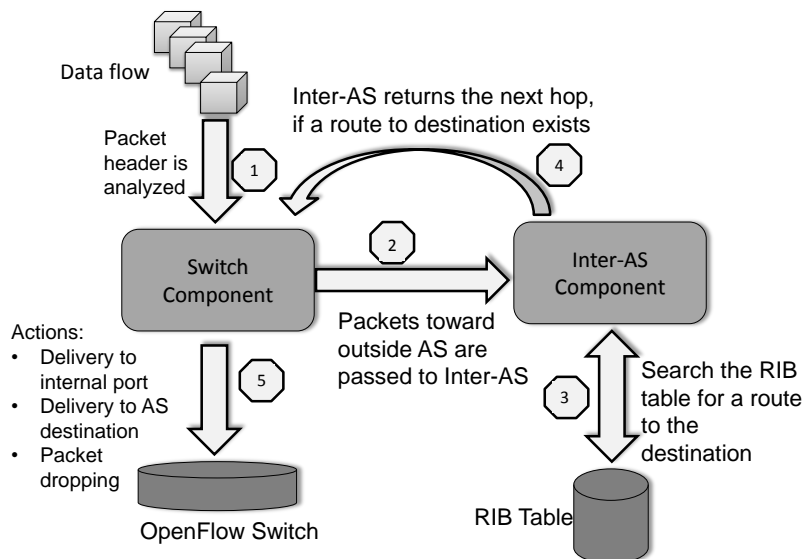 Data flow
Inter-AS returns the next hop,
if a route to destination exists
Packet
header is
analyzed
1
4
2
Switch
Component
Inter-AS
Component
Packets toward
outside AS are
passed to Inter-AS
Actions:
• Delivery to
internal port
• Delivery to AS
destination
• Packet
dropping
5
3
Search the RIB
table for a route
to the
destination
OpenFlow Switch
RIB Table